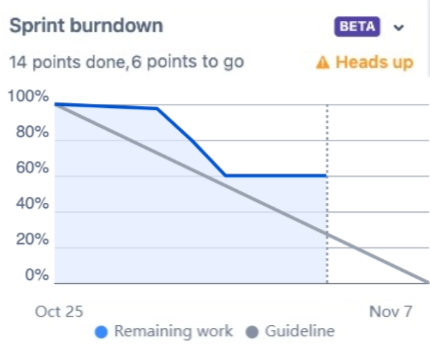 Sprint burndown
BETA
14 points done,6 points to go
Heads up
100%
80%
60%
40%
20%
0%
Oct 25
Nov 7
Remaining work
Guideline